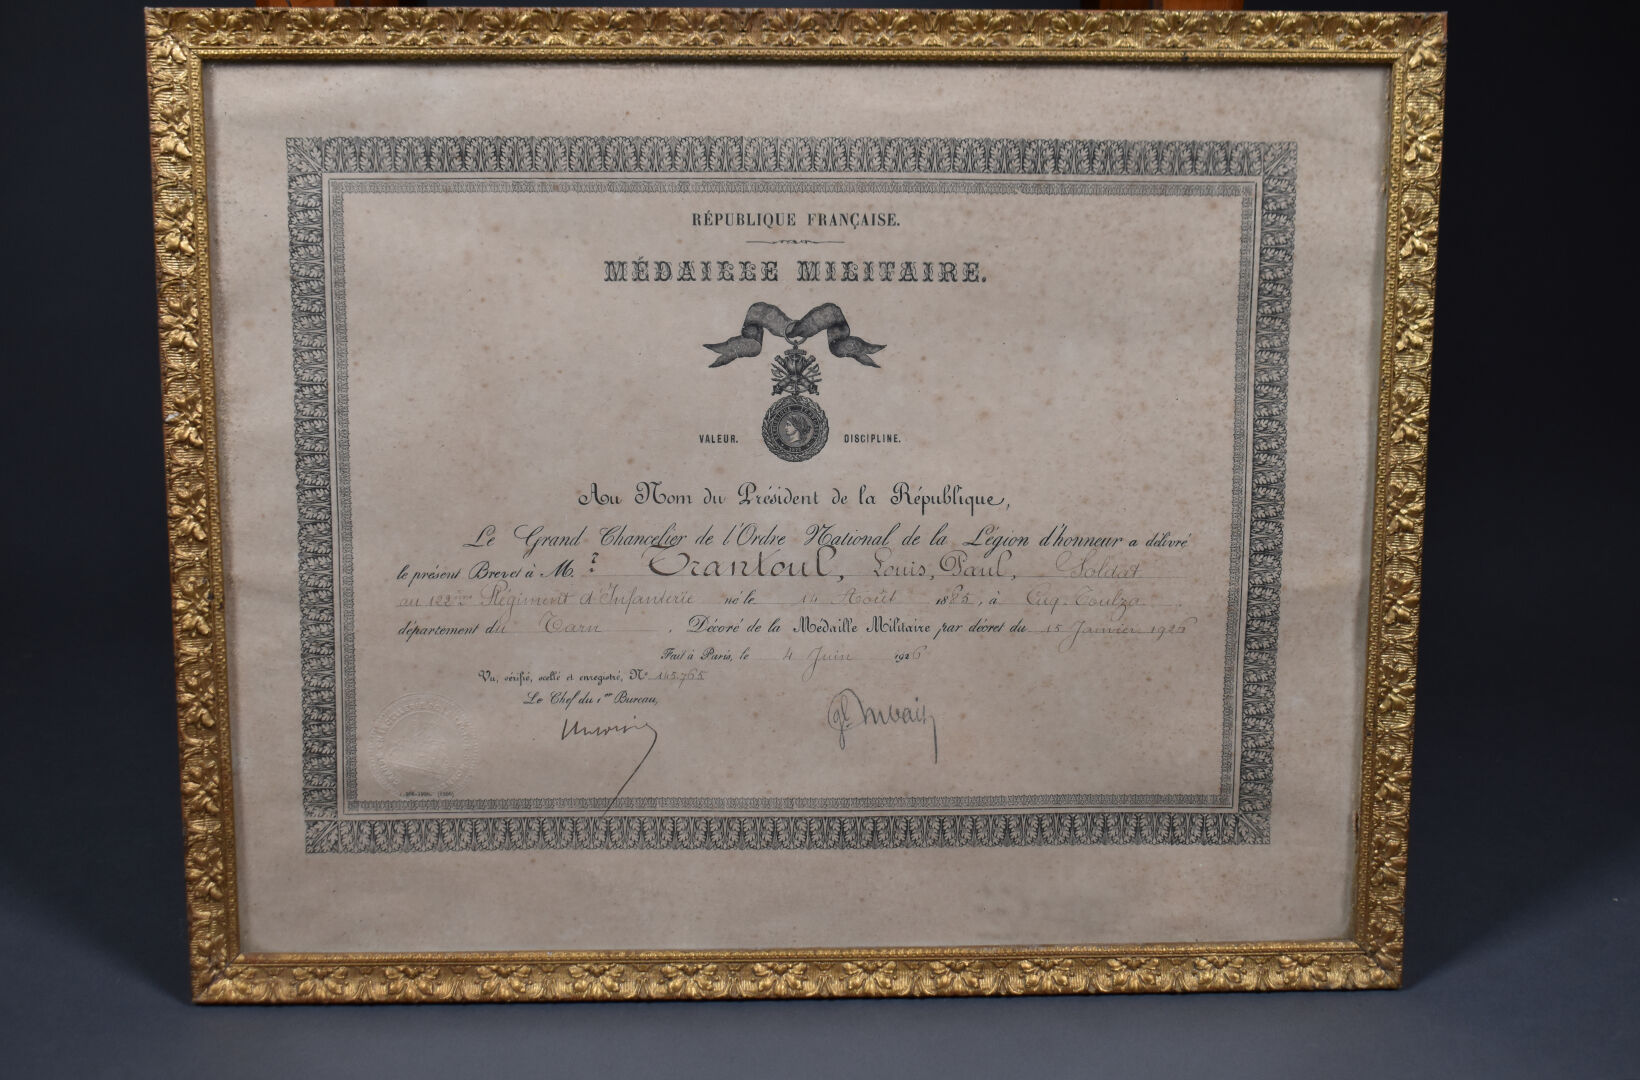 RÉPUBLIQUE FRANÇAISE.
MÉDAILLE MILITAIRE.
VALEUR. DISCIPLINE.
Au Nom du Président de la République,
Le Grand Chancelier de l'Ordre National de la Légion d'honneur a délivré
le présent Brevet à M. Trantoul, Louis, Paul, Soldat
au 122ème Régiment d'Infanterie né le 14 Août 1885, à Cuq-Toulza,
département du Tarn, Décoré de la Médaille Militaire par décret du 15 Janvier 1926
Fait à Paris, le 4 Juin 1926
Vu, vérifié, scellé et enregistré, No 145.765
Le Chef du 1er Bureau,